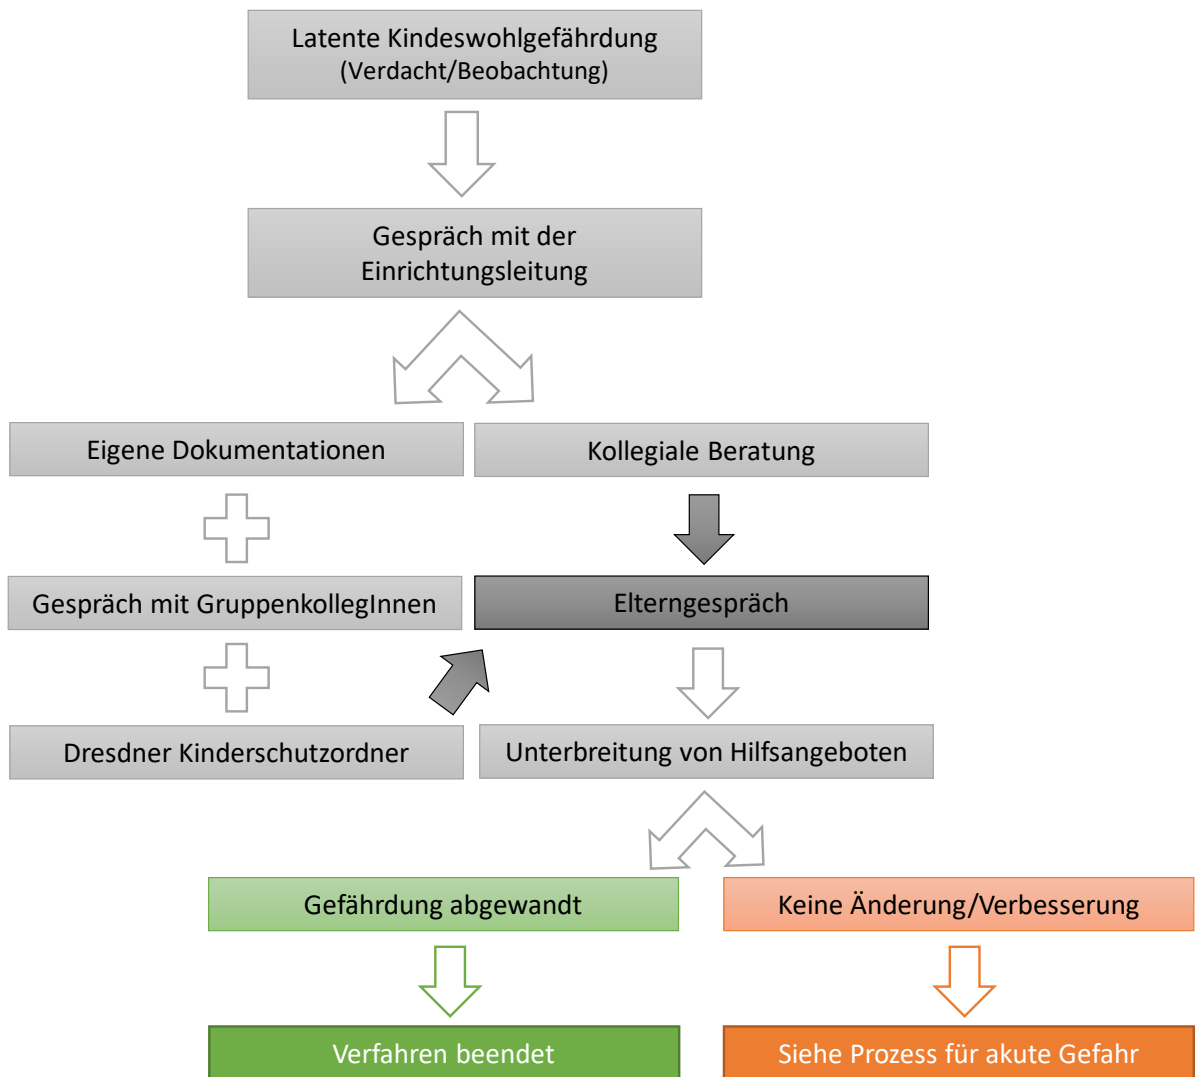 Latente Kindeswohlgefährdung
(Verdacht/Beobachtung)
Gespräch mit der
Einrichtungsleitung
Eigene Dokumentationen
Kollegiale Beratung
Gespräch mit GruppenkollegInnen
Elterngespräch
Dresdner Kinderschutzordner
Unterbreitung von Hilfsangeboten
Gefährdung abgewandt
Keine Änderung/Verbesserung
Verfahren beendet
Siehe Prozess für akute Gefahr